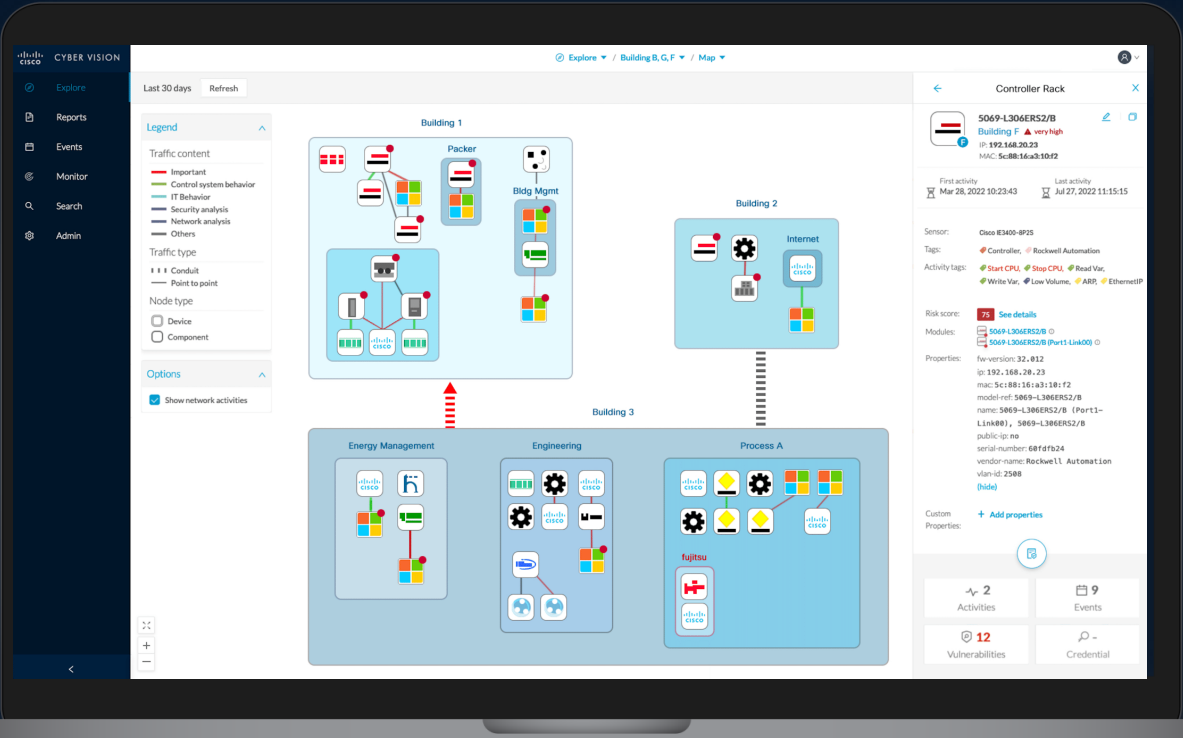 CISCO CYBER VISION
Explore / Building B, G, F / Map
Explore
Reports
Events
Monitor
Search
Admin
Last 30 days Refresh
Legend
Traffic content
Important
Control system behavior
IT Behavior
Security analysis
Network analysis
Others
Traffic type
Conduit
Point to point
Node type
Device
Component
Options
Show network activities
Building 1
Packer
Bldg Mgmt
CISCO
Building 2
Internet
CISCO
Building 3
Energy Management
CISCO
Engineering
CISCO
CISCO
Process A
CISCO
CISCO
fujitsu
CISCO
Controller Rack
5069-L306ERS2/B
Building F very high
F
IP: 192.168.20.23
MAC: 5c:88:16:a3:10:f2
First activity
Mar 28, 2022 10:23:43
Last activity
Jul 27, 2022 11:15:15
Sensor: Cisco IE3400-8P2S
Tags: Controller, Rockwell Automation
Activity tags: Start CPU, Stop CPU, Read Var,
Write Var, Low Volume, ARP, EthernetIP
Risk score: 75 See details
Modules: 5069-L306ERS2/B
5069-L306ERS2/B (Port1-Link00)
Properties: fw-version: 32.012
ip: 192.168.20.23
mac: 5c:88:16:a3:10:f2
model-ref: 5069-L306ERS2/B
name: 5069-L306ERS2/B (Port1-
Link00), 5069-L306ERS2/B
public-ip: no
serial-number: 60fdfb24
vendor-name: Rockwell Automation
vlan-id: 2508
(hide)
Custom
Properties:
+ Add properties
2
Activities
9
Events
12
Vulnerabilities
-
Credential